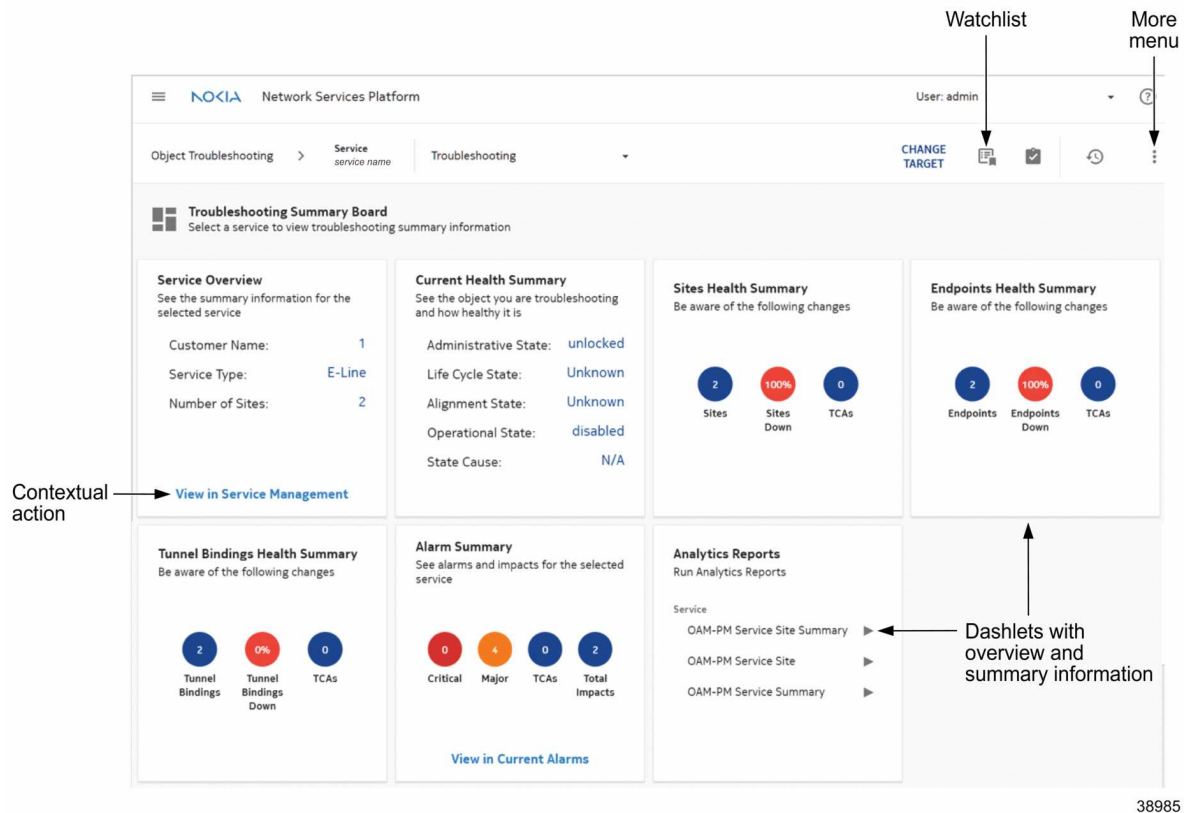 Watchlist
More
menu
NOKIA Network Services Platform
User: admin
?
Object Troubleshooting > Service
service name
Troubleshooting
CHANGE
TARGET
Troubleshooting Summary Board
Select a service to view troubleshooting summary information
Service Overview
See the summary information for the
selected service
Customer Name: 1
Service Type: E-Line
Number of Sites: 2
Contextual
action
View in Service Management
Current Health Summary
See the object you are troubleshooting
and how healthy it is
Administrative State: unlocked
Life Cycle State: Unknown
Alignment State: Unknown
Operational State: disabled
State Cause: N/A
Sites Health Summary
Be aware of the following changes
2 100% 0
Sites Sites TCAs
Down
Endpoints Health Summary
Be aware of the following changes
2 100% 0
Endpoints Endpoints TCAs
Down
Tunnel Bindings Health Summary
Be aware of the following changes
2 0% 0
Tunnel Tunnel TCAs
Bindings Bindings
Down
Alarm Summary
See alarms and impacts for the selected
service
0 4 0 2
Critical Major TCAs Total
Impacts
View in Current Alarms
Analytics Reports
Run Analytics Reports
Service
OAM-PM Service Site Summary
OAM-PM Service Site
OAM-PM Service Summary
Dashlets with
overview and
summary information
38985